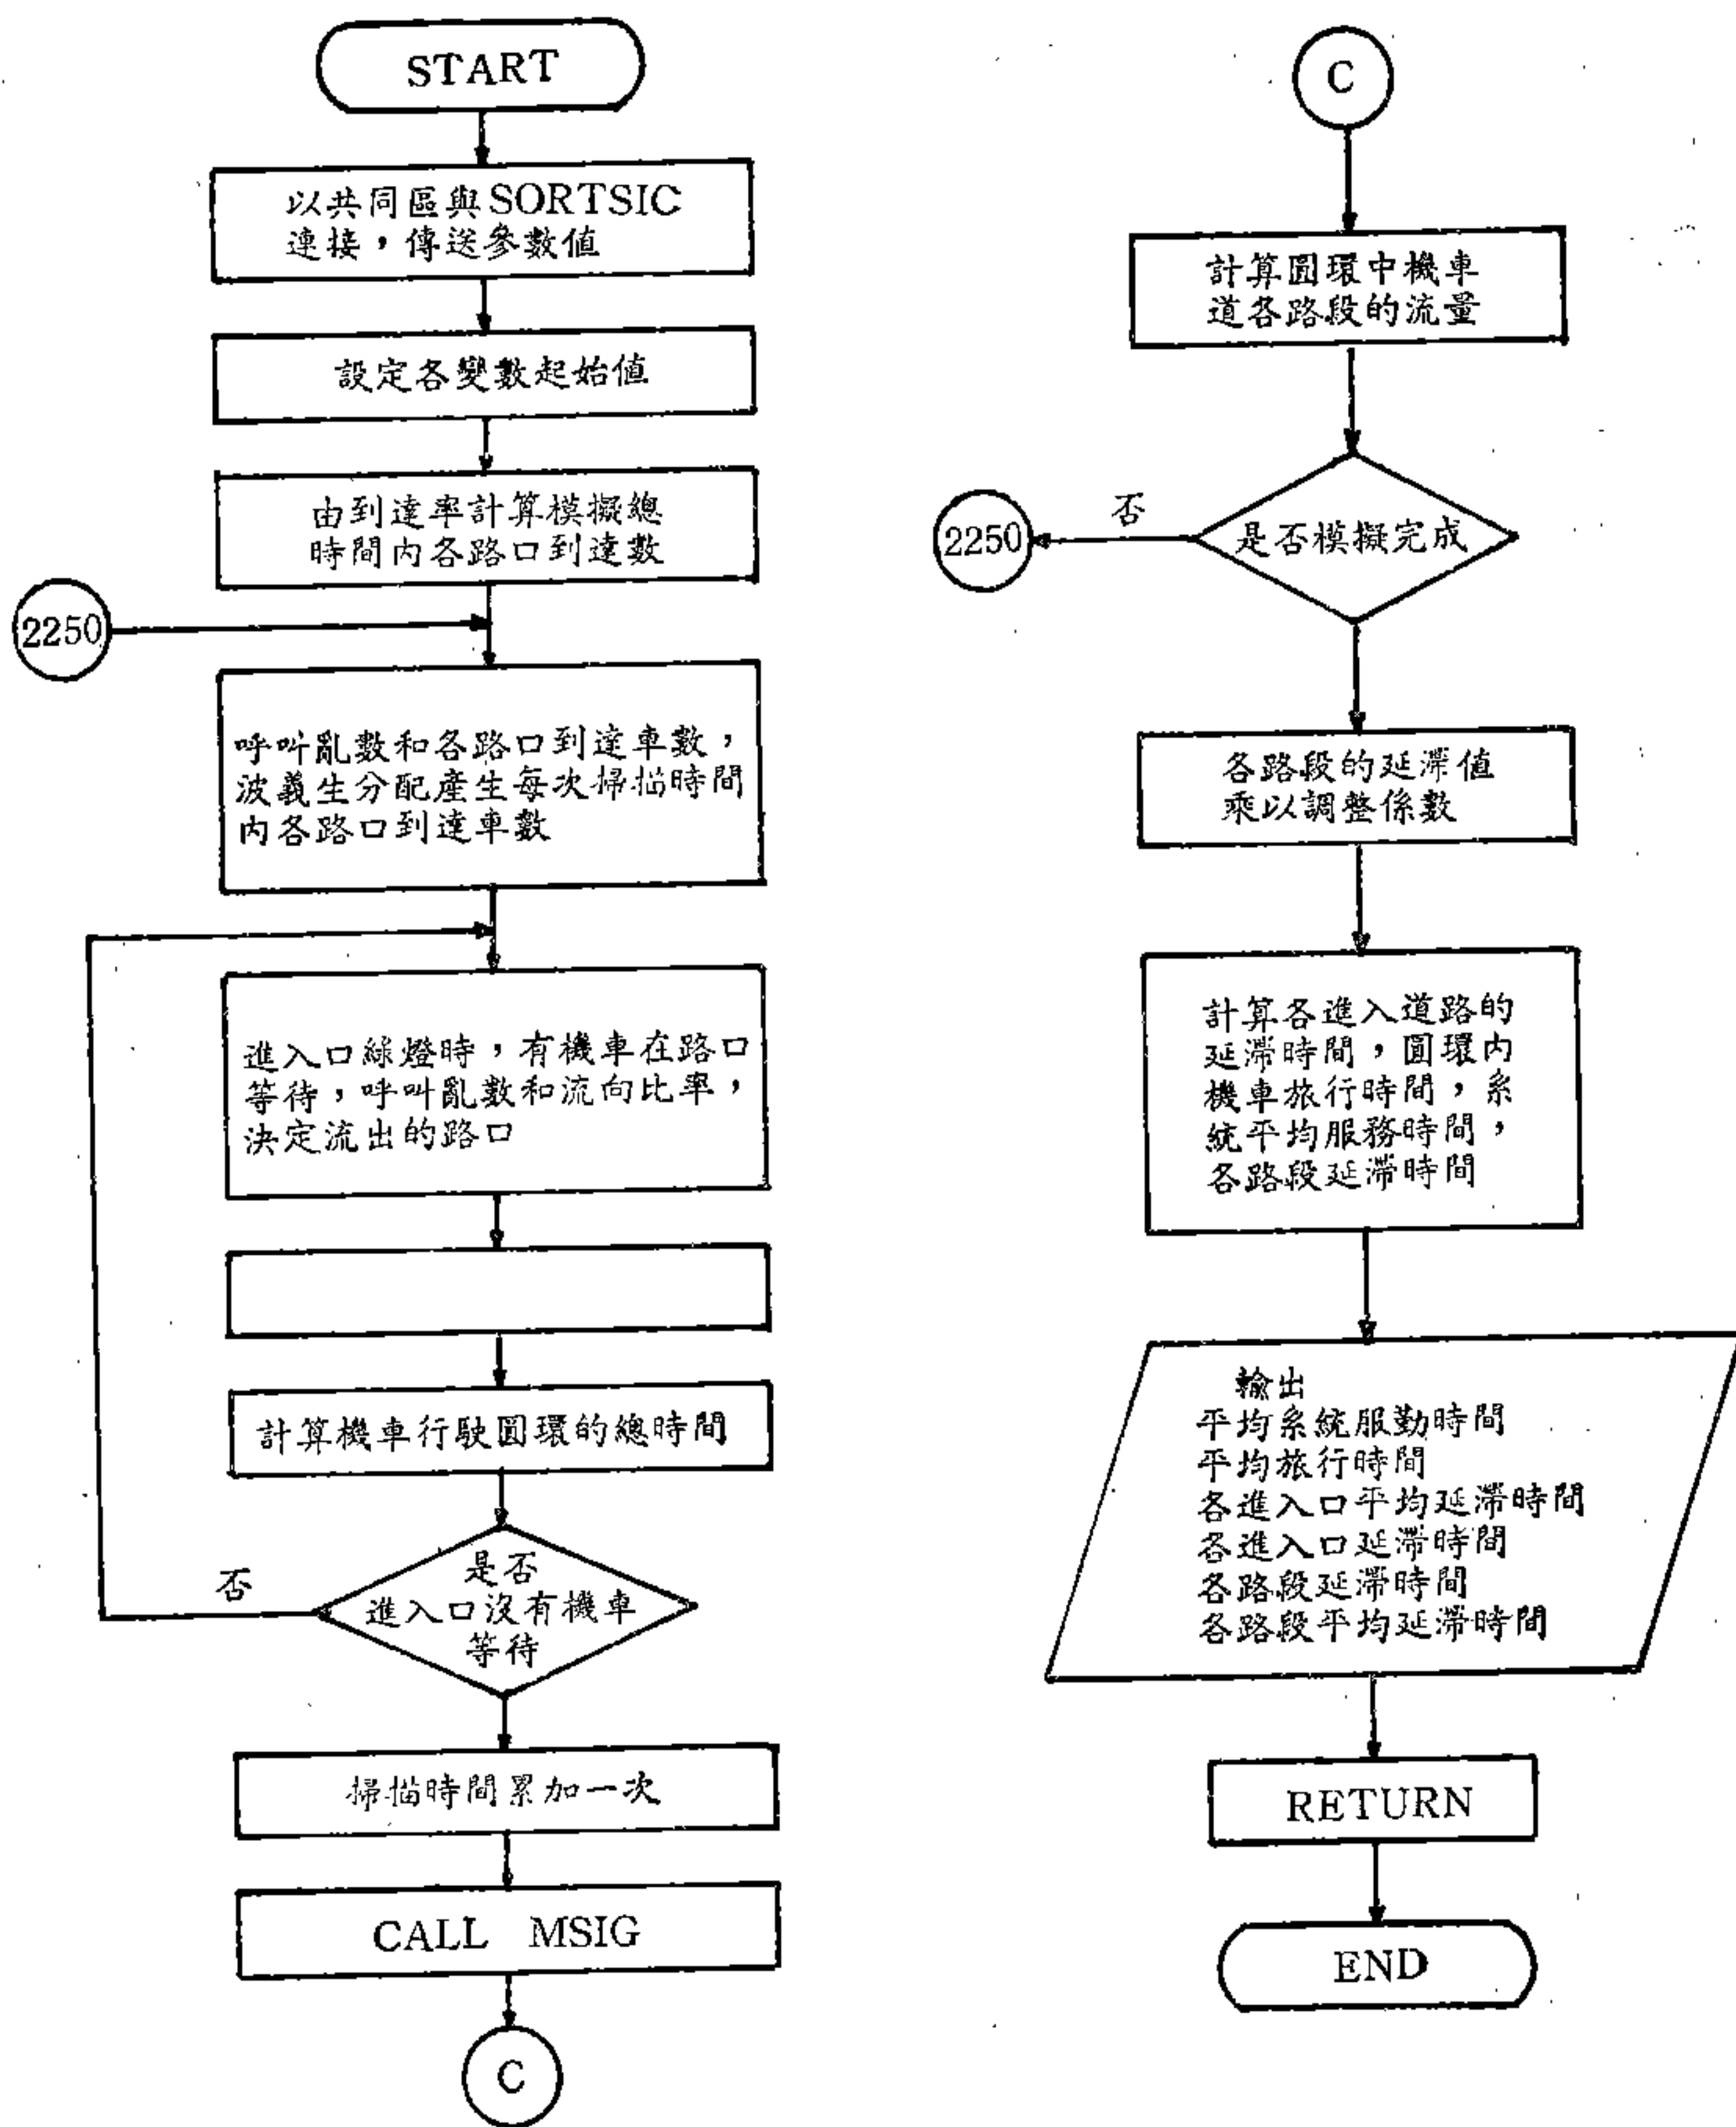 START
以共同區與SORTSIC
連接，傳送參數值
設定各變數起始值
由到達率計算模擬總
時間內各路口到達數
2250
呼叫亂數和各路口到達車數，
波義生分配產生每次掃描時間
內各路口到達車數
進入口綠燈時，有機車在路口
等待，呼叫亂數和流向比率，
決定流出的路口
計算機車行駛圓環的總時間
是否
進入口沒有機車
等待
否
掃描時間累加一次
CALL MSIG
C
C
計算圓環中機車
道各路段的流量
是否模擬完成
否
2250
各路段的延滯值
乘以調整係數
計算各進入道路的
延滯時間，圓環內
機車旅行時間，系
統平均服務時間，
各路段延滯時間
輸出
平均系統服勤時間
平均旅行時間
各進入口平均延滯時間
各進入口延滯時間
各路段延滯時間
各路段平均延滯時間
RETURN
END